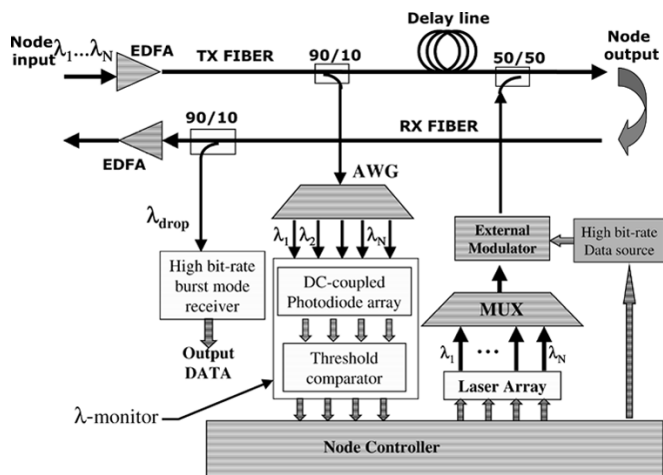 Node input
λ1...λN
EDFA
TX FIBER
90/10
Delay line
50/50
Node output
90/10
RX FIBER
EDFA
AWG
λdrop
λ1 λ2 λN
External Modulator
High bit-rate Data source
High bit-rate burst mode receiver
DC-coupled Photodiode array
MUX
Output DATA
Threshold comparator
λ1 ... λN
Laser Array
λ-monitor
Node Controller